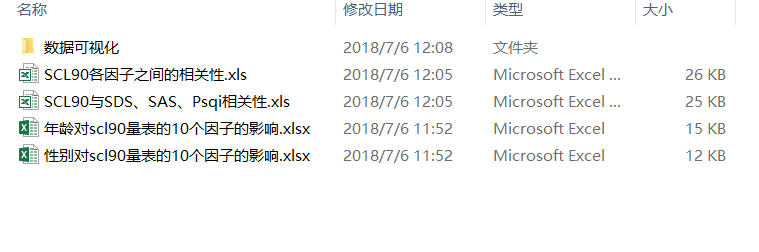 名称 修改日期 类型 大小
数据可视化 2018/7/6 12:08 文件夹
SCL90各因子之间的相关性.xls 2018/7/6 12:05 Microsoft Excel ... 26 KB
SCL90与SDS、SAS、Psqi相关性.xls 2018/7/6 12:05 Microsoft Excel ... 25 KB
年龄对scl90量表的10个因子的影响.xlsx 2018/7/6 11:52 Microsoft Excel 15 KB
性别对scl90量表的10个因子的影响.xlsx 2018/7/6 11:52 Microsoft Excel 12 KB